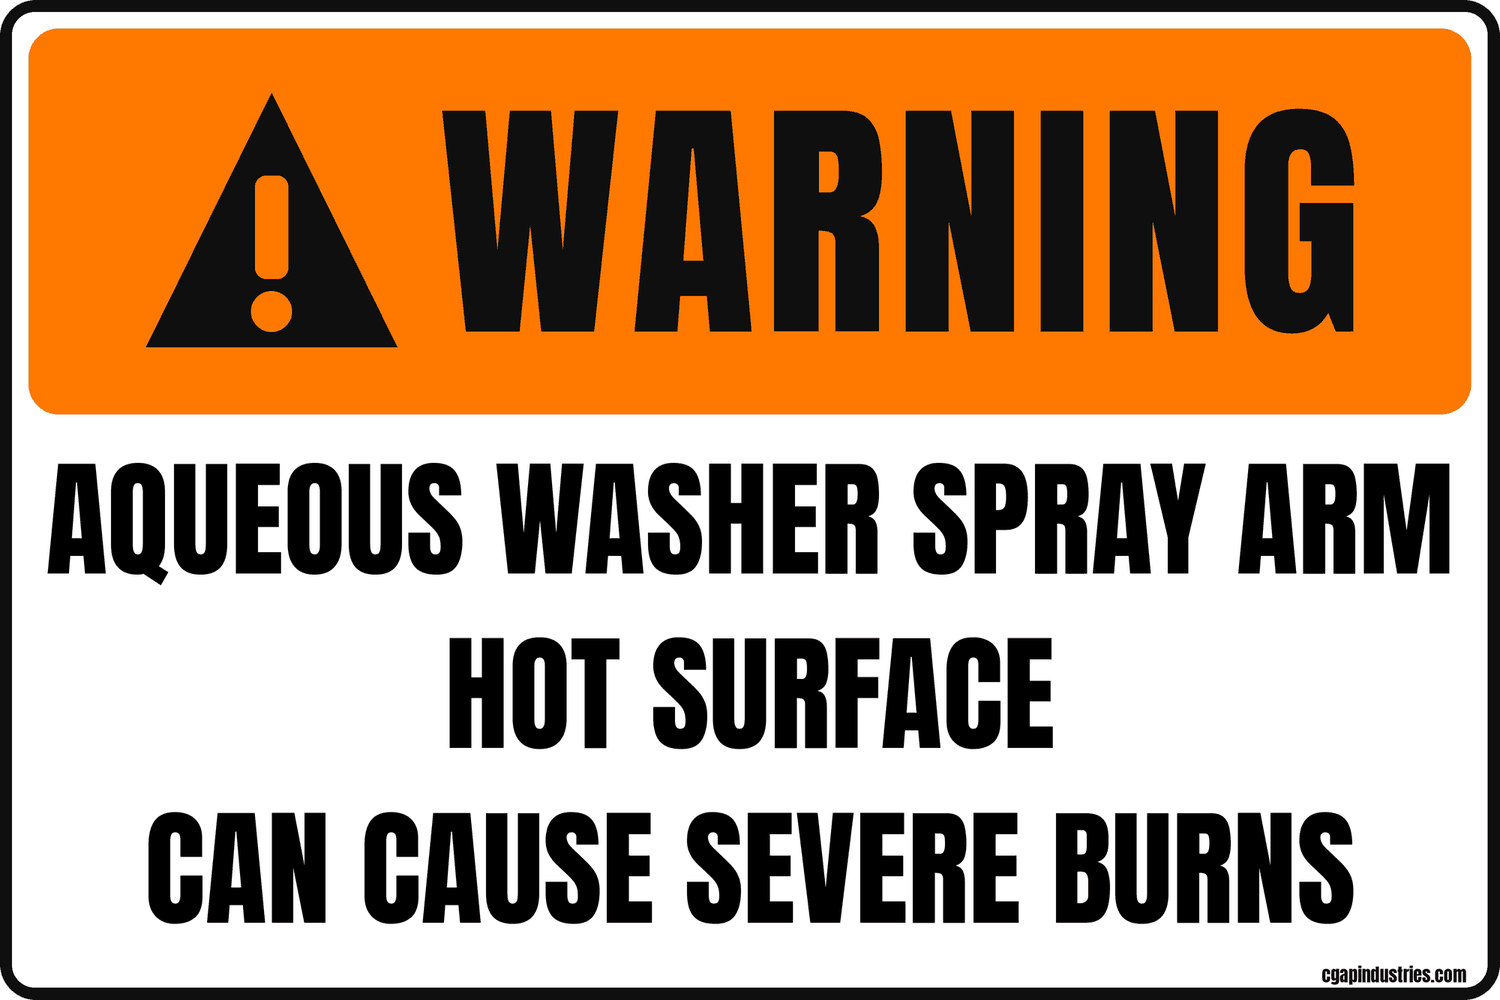 WARNING
AQUEOUS WASHER SPRAY ARM
HOT SURFACE
CAN CAUSE SEVERE BURNS
cgapindustries.com